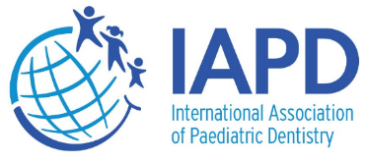 IAPD
International Association
of Paediatric Dentistry